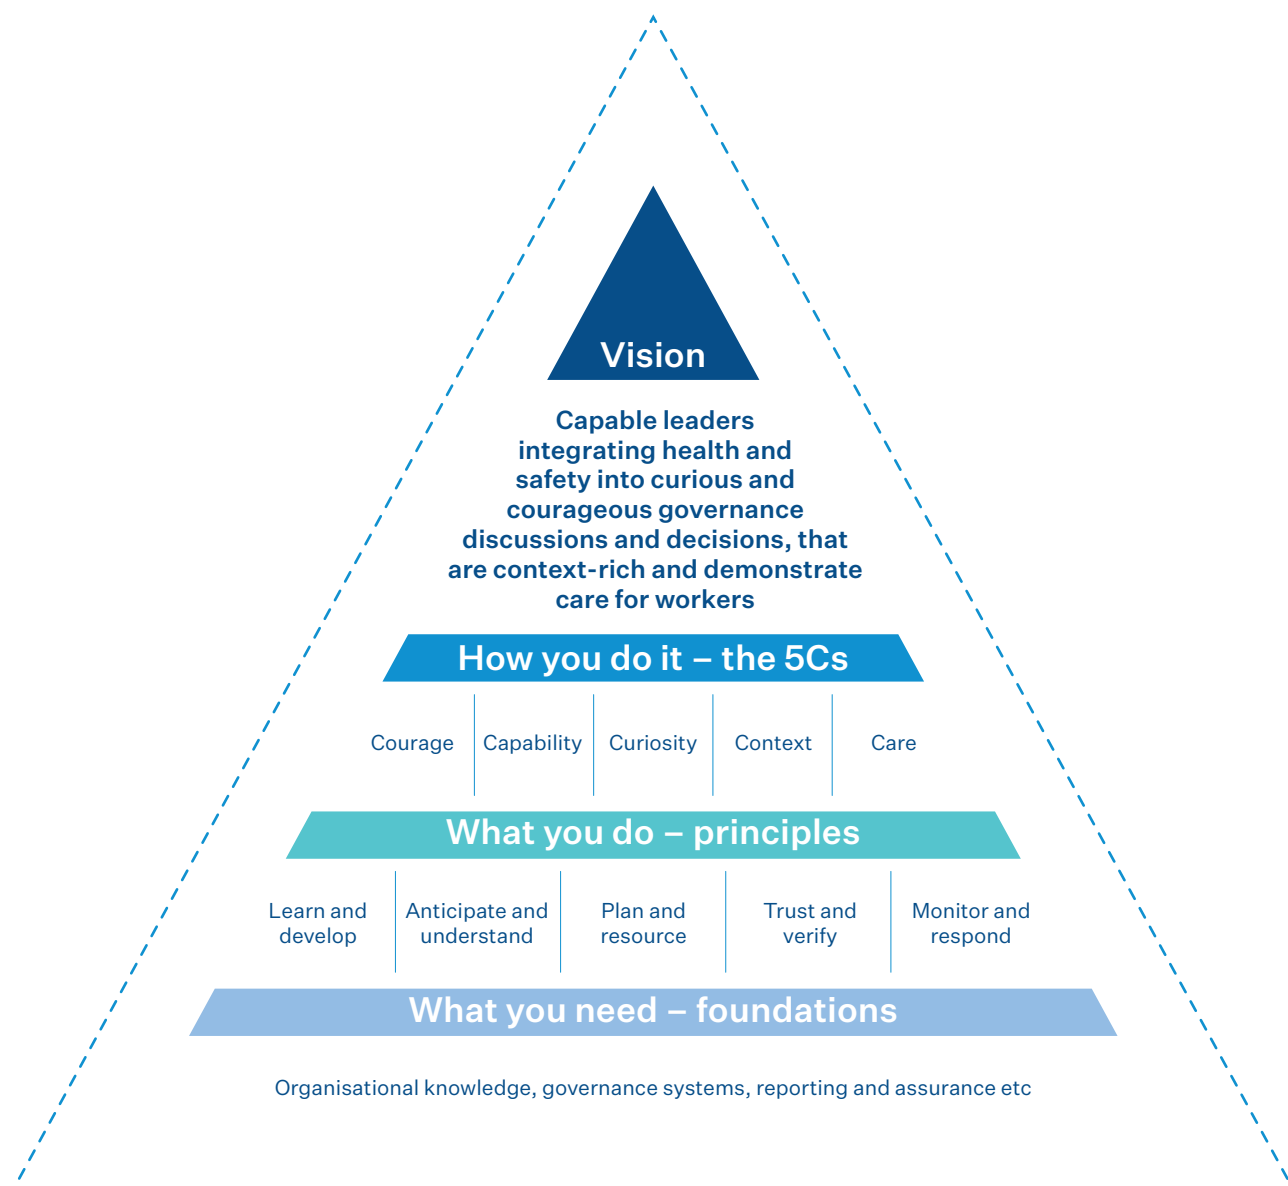 Vision
Capable leaders
integrating health and
safety into curious and
courageous governance
discussions and decisions, that
are context-rich and demonstrate
care for workers
How you do it – the 5Cs
Courage
Capability
Curiosity
Context
Care
What you do – principles
Learn and
develop
Anticipate and
understand
Plan and
resource
Trust and
verify
Monitor and
respond
What you need – foundations
Organisational knowledge, governance systems, reporting and assurance etc